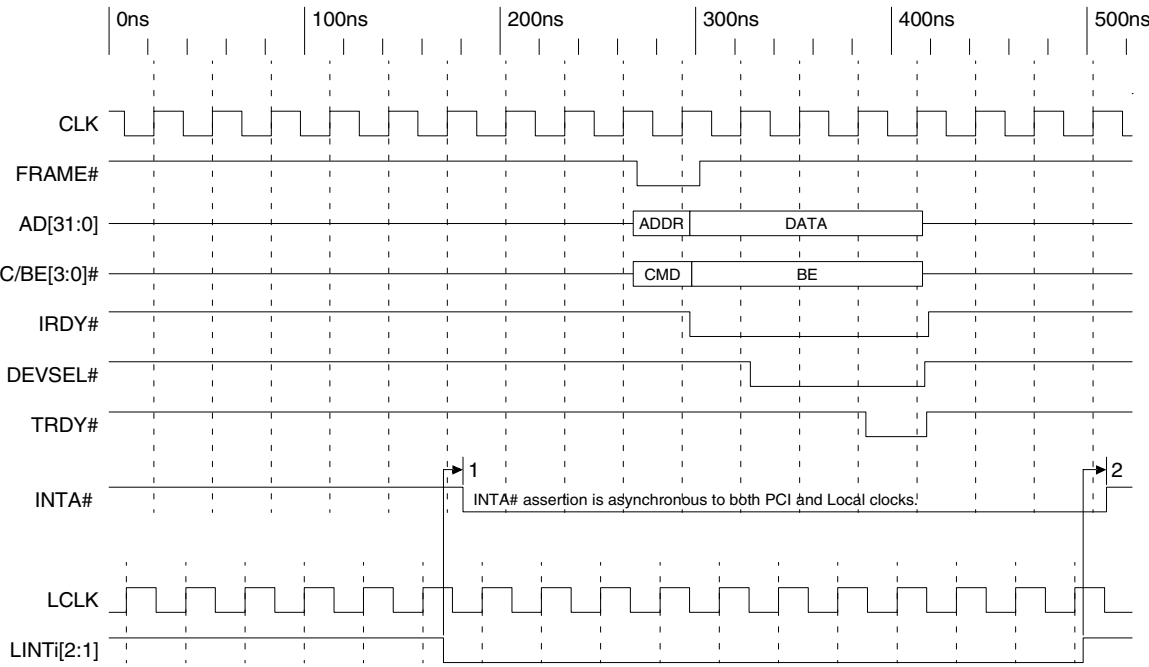 0ns 100ns 200ns 300ns 400ns 500ns
CLK
FRAME#
AD[31:0] ADDR DATA
C/BE[3:0]# CMD BE
IRDY#
DEVSEL#
TRDY#
1 2
INTA# INTA# assertion is asynchronous to both PCI and Local clocks.
LCLK
LINTi[2:1]